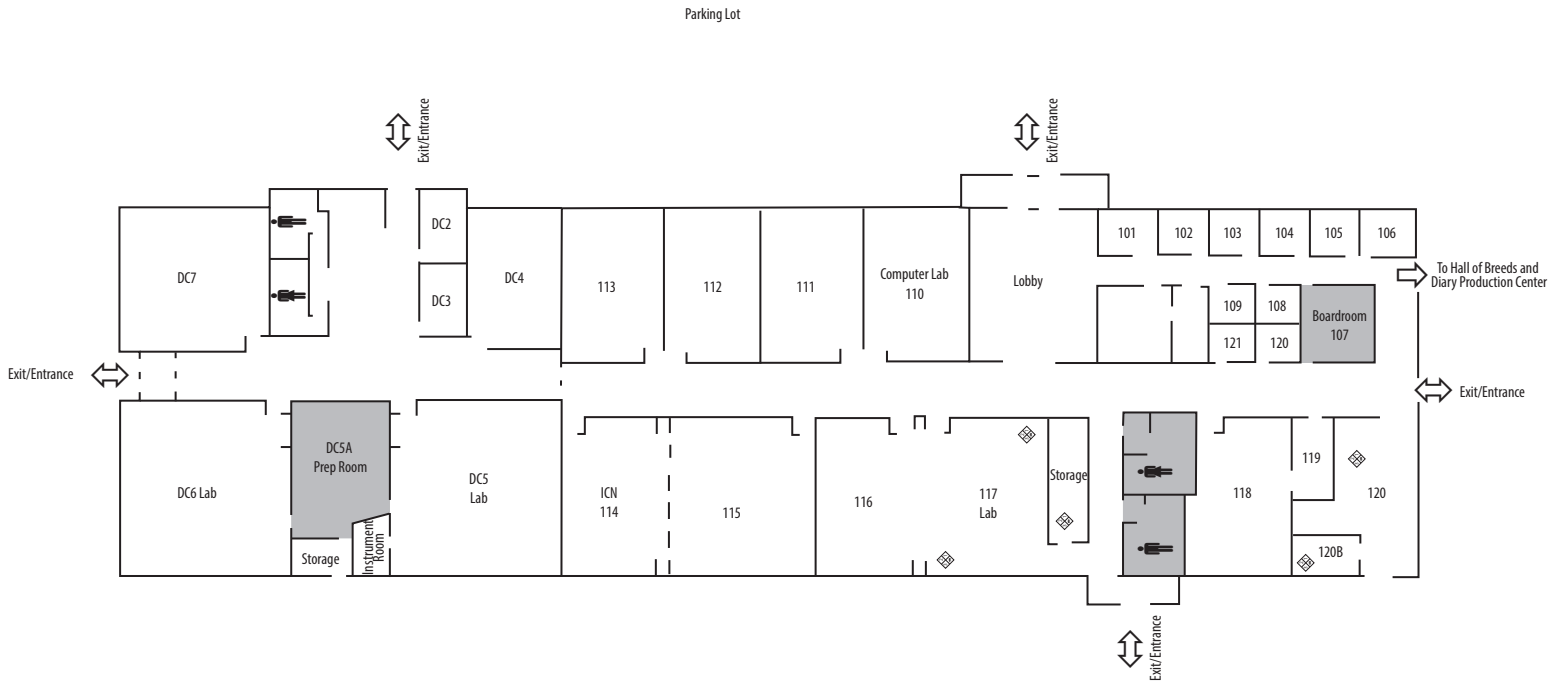 Parking Lot
Exit/Entrance
Exit/Entrance
DC2
101
102
103
104
105
106
DC7
DC3
DC4
113
112
111
Computer Lab
110
Lobby
To Hall of Breeds and
Diary Production Center
109
108
Boardroom
107
121
120
Exit/Entrance
Exit/Entrance
DC6 Lab
DC5A
Prep Room
DC5
Lab
ICN
114
115
116
117
Lab
Storage
118
119
120
Storage
Instrument
Room
120B
Exit/Entrance